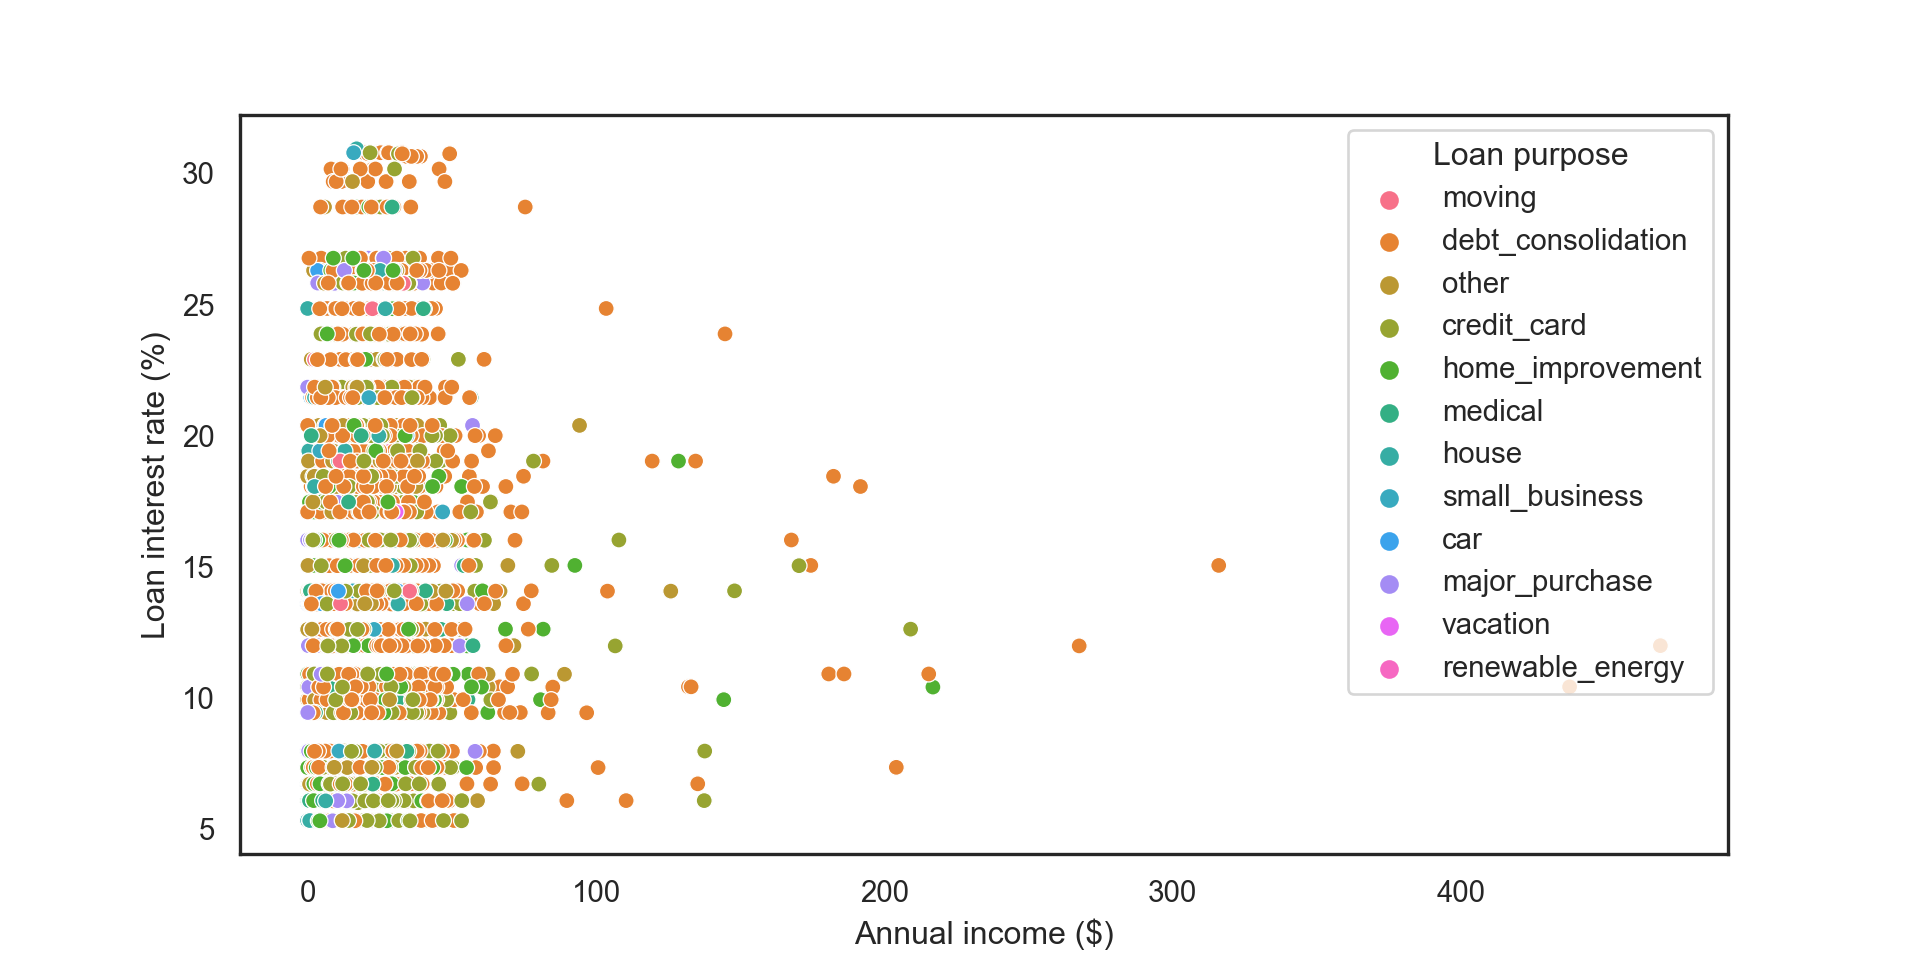 Loan interest rate (%)
30
25
20
15
10
5
Loan purpose
moving
debt_consolidation
other
credit_card
home_improvement
medical
house
small_business
car
major_purchase
vacation
renewable_energy
0 100 200 300 400
Annual income ($)